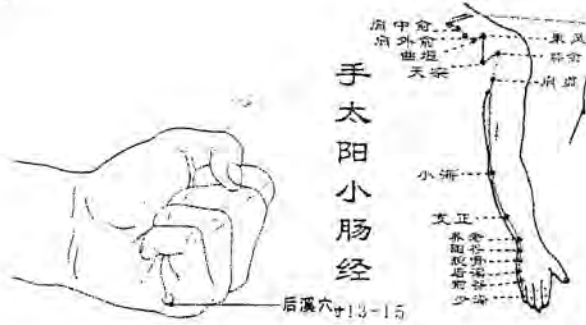 手太阳小肠经
后溪穴
13-15
肩中俞
肩外俞
曲垣
天宗
秉风
臑俞
肩贞
小海
支正
养老
阳谷
腕骨
后溪
前谷
少泽